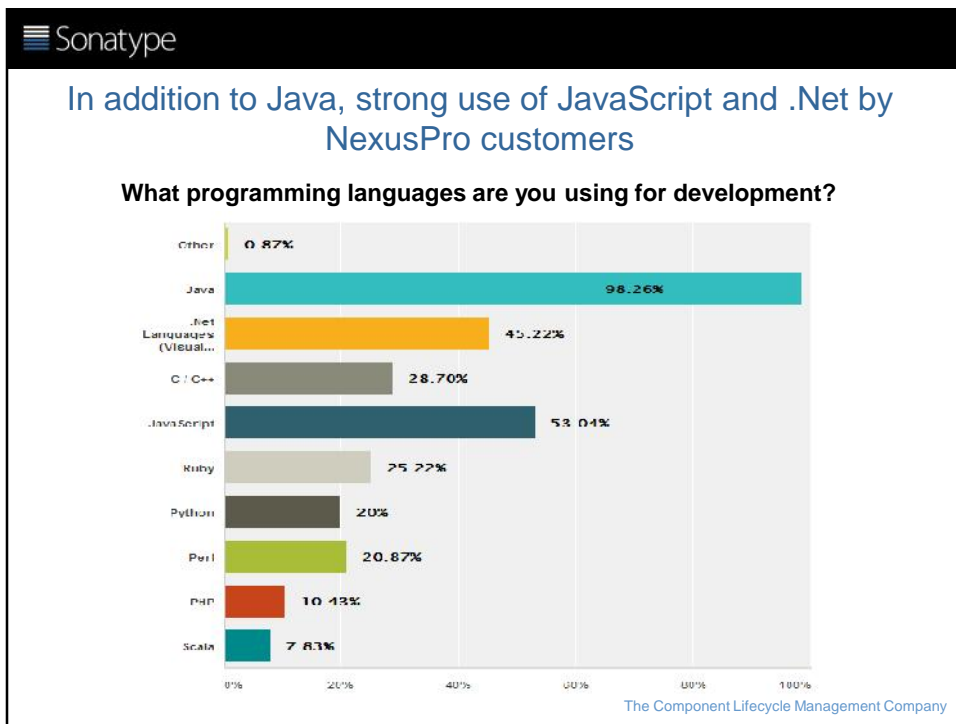 Sonatype
In addition to Java, strong use of JavaScript and .Net by
NexusPro customers
What programming languages are you using for development?
Other 0.87%
Java 98.26%
.Net
Languages
(Visual...
45.22%
C / C++ 28.70%
JavaScript 53.04%
Ruby 25.22%
Python 20%
Perl 20.87%
PHP 10.43%
Scala 7.83%
0% 20% 40% 60% 80% 100%
The Component Lifecycle Management Company